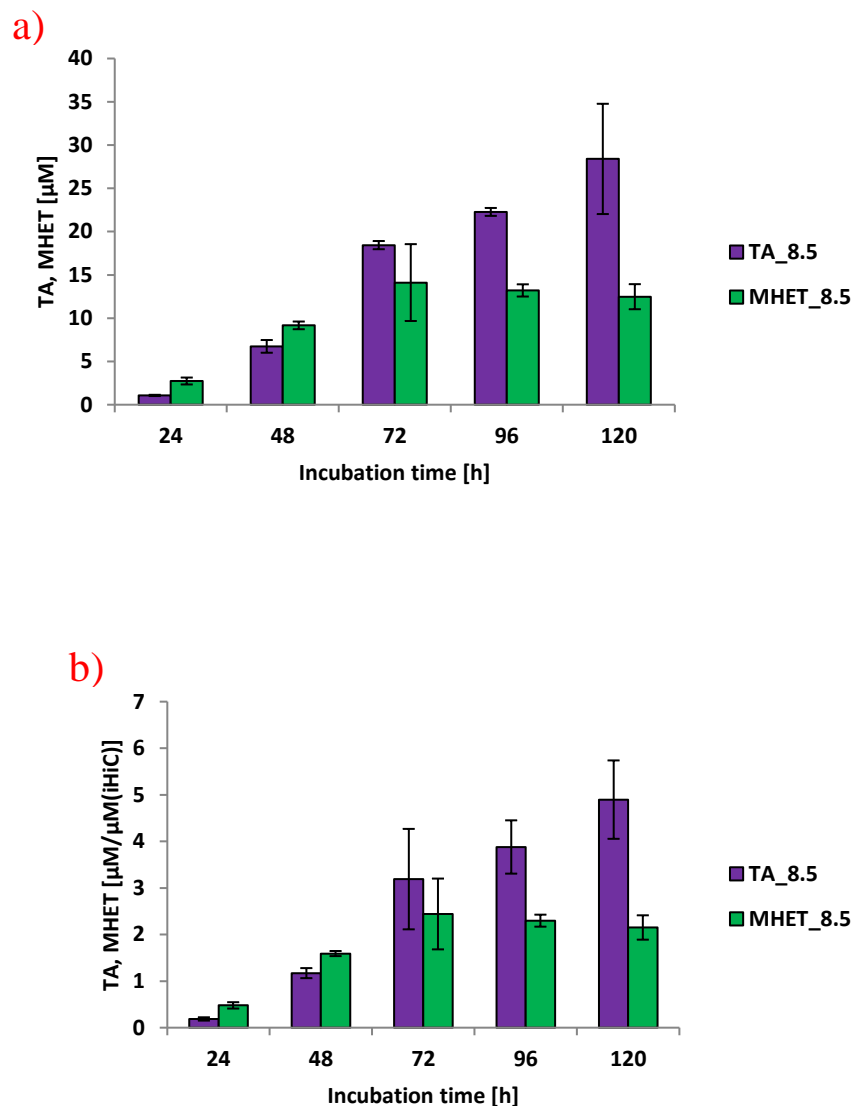 a)
TA, MHET [µM]
40
35
30
25
20
15
10
5
0
24 48 72 96 120
Incubation time [h]
TA_8.5
MHET_8.5
b)
TA, MHET [µM/µM(iHiC)]
7
6
5
4
3
2
1
0
24 48 72 96 120
Incubation time [h]
TA_8.5
MHET_8.5